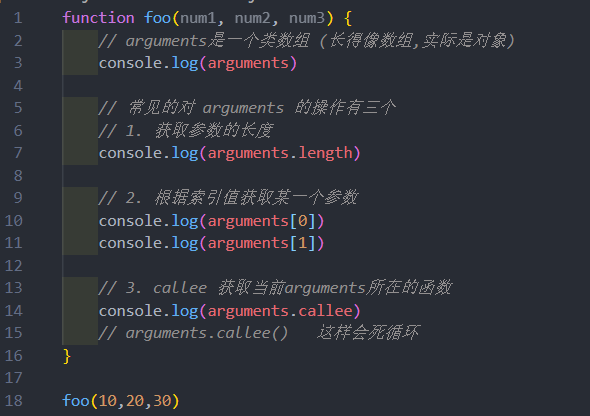 1 function foo(num1, num2, num3) {
2 // arguments是一个类数组 (长得像数组,实际是对象)
3 console.log(arguments)
4
5 // 常见的对 arguments 的操作有三个
6 // 1. 获取参数的长度
7 console.log(arguments.length)
8
9 // 2. 根据索引值获取某一个参数
10 console.log(arguments[0])
11 console.log(arguments[1])
12
13 // 3. callee 获取当前arguments所在的函数
14 console.log(arguments.callee)
15 // arguments.callee() 这样会死循环
16 }
17
18 foo(10,20,30)